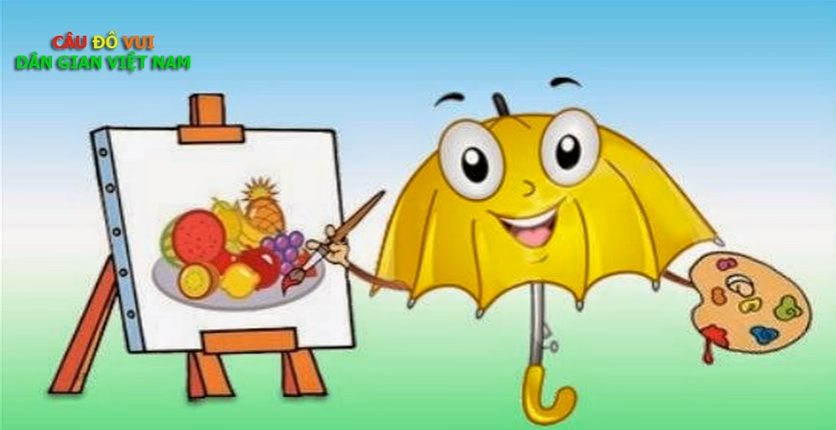 CÂU ĐỐ VUI
DÂN GIAN VIỆT NAM